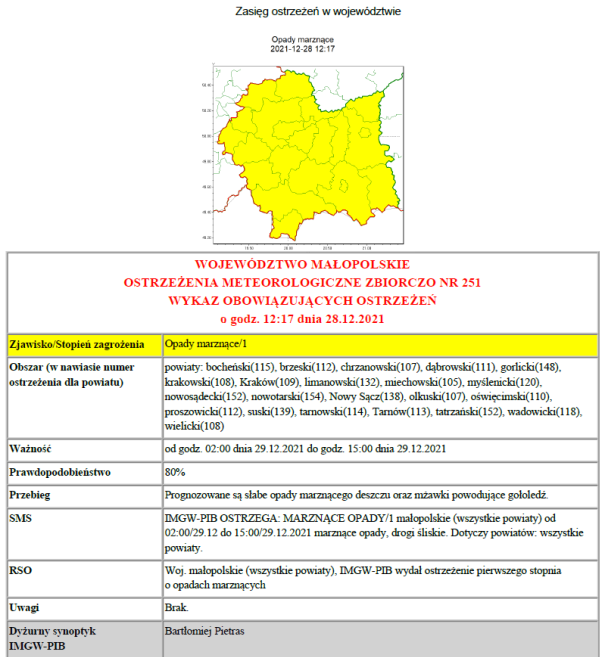 Zasięg ostrzeżeń w województwie
Opady marznące
2021-12-28 12:17
WOJEWÓDZTWO MAŁOPOLSKIE
OSTRZEŻENIA METEOROLOGICZNE ZBIORCZO NR 251
WYKAZ OBOWIĄZUJĄCYCH OSTRZEŻEŃ
o godz. 12:17 dnia 28.12.2021
Zjawisko/Stopień zagrożenia Opady marznące/1
Obszar (w nawiasie numer powiaty: bocheński(115), brzeski(112), chrzanowski(107), dąbrowski(111), gorlicki(148),
ostrzeżenia dla powiatu) krakowski(108), Kraków(109), limanowski(132), miechowski(105), myślenicki(120),
nowosądecki(152), nowotarski(154), Nowy Sącz(138), olkuski(107), oświęcimski(110),
proszowicki(112), suski(139), tarnowski(114), Tarnów(113), tatrzański(152), wadowicki(118),
wielicki(108)
Ważność od godz. 02:00 dnia 29.12.2021 do godz. 15:00 dnia 29.12.2021
Prawdopodobieństwo 80%
Przebieg Prognozowane są słabe opady marznącego deszczu oraz mżawki powodujące gołoledź.
SMS IMGW-PIB OSTRZEGA: MARZNĄCE OPADY/1 małopolskie (wszystkie powiaty) od
02:00/29.12 do 15:00/29.12.2021 marznące opady, drogi śliskie. Dotyczy powiatów: wszystkie
powiaty.
RSO Woj. małopolskie (wszystkie powiaty), IMGW-PIB wydał ostrzeżenie pierwszego stopnia
o opadach marznących
Uwagi Brak.
Dyżurny synoptyk Bartłomiej Pietras
IMGW-PIB